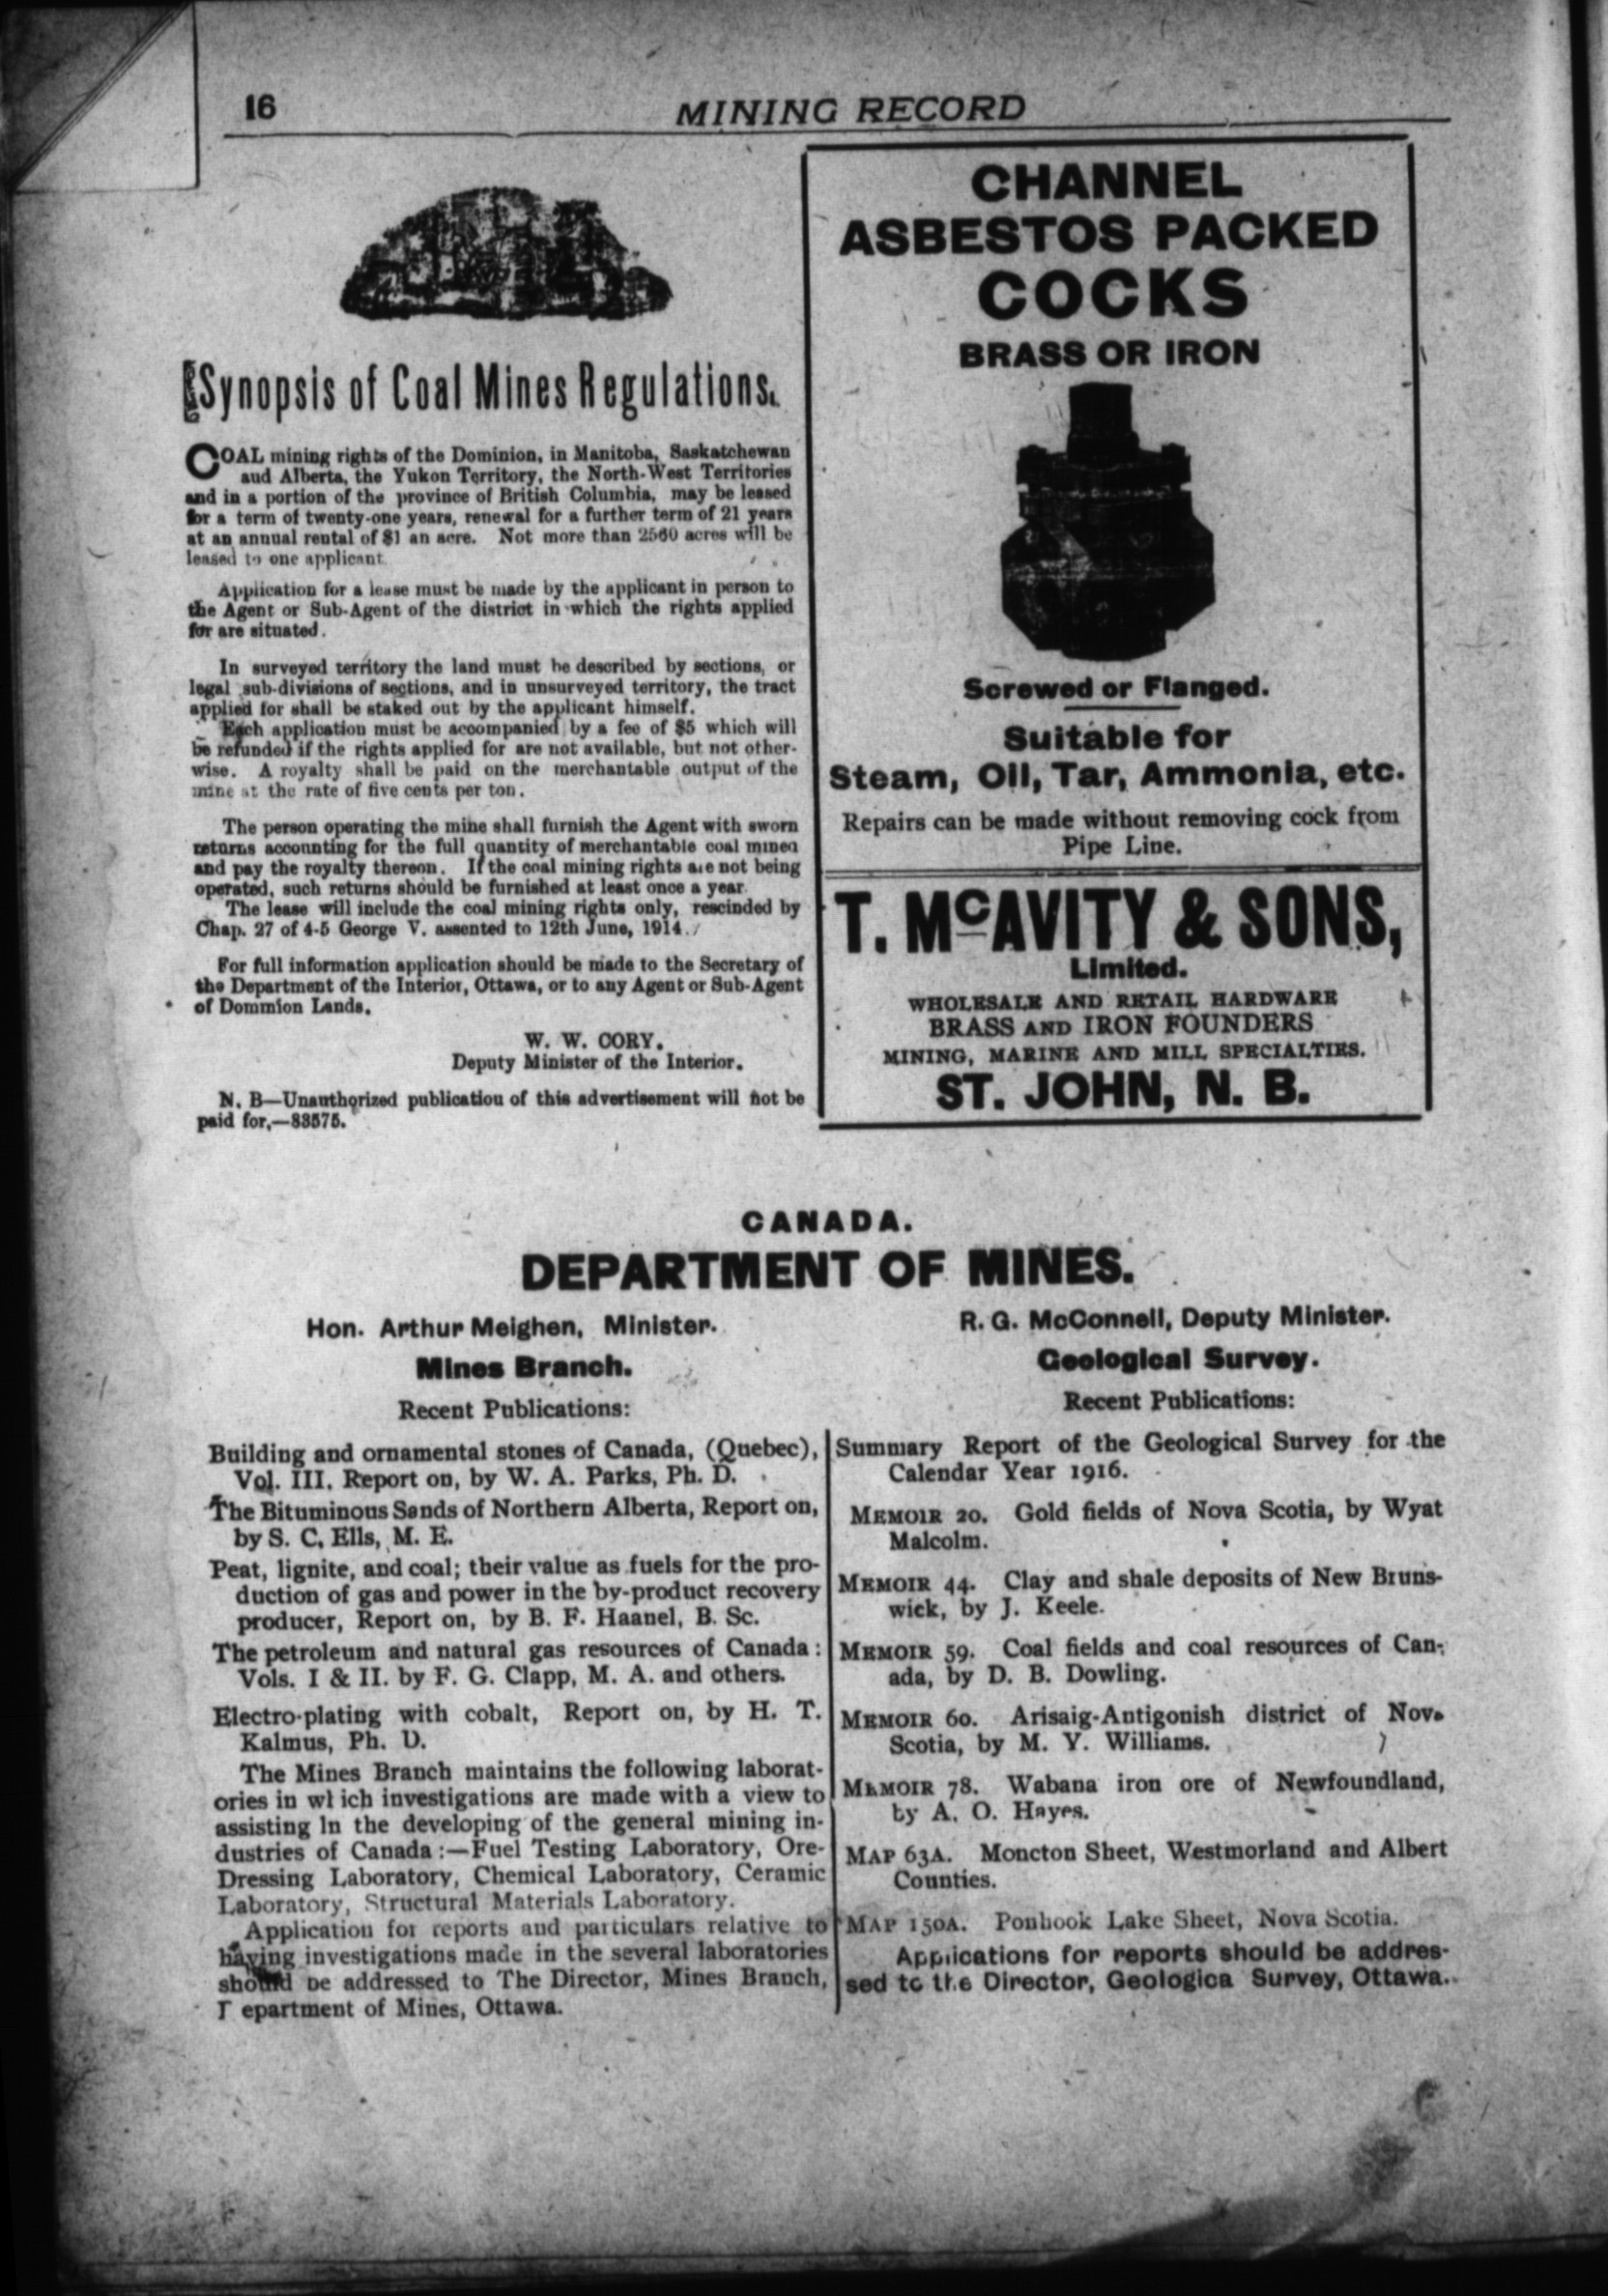 16
MINING RECORD
Synopsis of Coal Mines Regulations.
COAL mining rights of the Dominion, in Manitoba, Saskatchewan
aud Alberta, the Yukon Territory, the North-West Territories
and in a portion of the province of British Columbia, may be leased
for a term of twenty-one years, renewal for a further term of 21 years
at an annual rental of $1 an acre. Not more than 2560 acres will be
leased to one applicant.
Application for a lease must be made by the applicant in person to
the Agent or Sub-Agent of the district in which the rights applied
for are situated.
In surveyed territory the land must be described by sections, or
legal sub-divisions of sections, and in unsurveyed territory, the tract
applied for shall be staked out by the applicant himself.
Each application must be accompanied by a fee of $5 which will
be refunded if the rights applied for are not available, but not other-
wise. A royalty shall be paid on the merchantable output of the
mine at the rate of five cents per ton.
The person operating the mine shall furnish the Agent with sworn
returns accounting for the full quantity of merchantable coal mined
and pay the royalty thereon. If the coal mining rights are not being
operated, such returns should be furnished at least once a year.
The lease will include the coal mining rights only, rescinded by
Chap. 27 of 4-5 George V. assented to 12th June, 1914.
For full information application should be made to the Secretary of
the Department of the Interior, Ottawa, or to any Agent or Sub-Agent
of Dommion Lands.
W. W. CORY.
Deputy Minister of the Interior.
N. B—Unauthorized publication of this advertisement will not be
paid for,—83575.
CHANNEL
ASBESTOS PACKED
COCKS
BRASS OR IRON
Screwed or Flanged.
Suitable for
Steam, Oil, Tar, Ammonia, etc.
Repairs can be made without removing cock from
Pipe Line.
T. McAVITY & SONS,
Limited.
WHOLESALE AND RETAIL HARDWARE
BRASS AND IRON FOUNDERS
MINING, MARINE AND MILL SPECIALTIES.
ST. JOHN, N. B.
CANADA.
DEPARTMENT OF MINES.
Hon. Arthur Meighen, Minister.
Mines Branch.
Recent Publications:
Building and ornamental stones of Canada, (Quebec),
Vol. III. Report on, by W. A. Parks, Ph. D.
The Bituminous Sands of Northern Alberta, Report on,
by S. C. Ells, M. E.
Peat, lignite, and coal; their value as fuels for the pro-
duction of gas and power in the by-product recovery
producer, Report on, by B. F. Haanel, B. Sc.
The petroleum and natural gas resources of Canada:
Vols. I & II. by F. G. Clapp, M. A. and others.
Electro-plating with cobalt, Report on, by H. T.
Kalmus, Ph. D.
The Mines Branch maintains the following laborat-
ories in wl ich investigations are made with a view to
assisting In the developing of the general mining in-
dustries of Canada:—Fuel Testing Laboratory, Ore-
Dressing Laboratory, Chemical Laboratory, Ceramic
Laboratory, Structural Materials Laboratory.
Application for reports and particulars relative to
having investigations made in the several laboratories
should be addressed to The Director, Mines Branch,
epartment of Mines, Ottawa.
R. G. McConnell, Deputy Minister.
Geological Survey.
Recent Publications:
Summary Report of the Geological Survey for the
Calendar Year 1916.
MEMOIR 20. Gold fields of Nova Scotia, by Wyat
Malcolm.
MEMOIR 44. Clay and shale deposits of New Bruns-
wick, by J. Keele.
MEMOIR 59. Coal fields and coal resources of Can-
ada, by D. B. Dowling.
MEMOIR 60. Arisaig-Antigonish district of Nova
Scotia, by M. Y. Williams.
MEMOIR 78. Wabana iron ore of Newfoundland,
by A. O. Hayes.
MAP 63A. Moncton Sheet, Westmorland and Albert
Counties.
MAP 150A. Ponhook Lake Sheet, Nova Scotia.
Applications for reports should be addres-
sed to the Director, Geologica Survey, Ottawa.